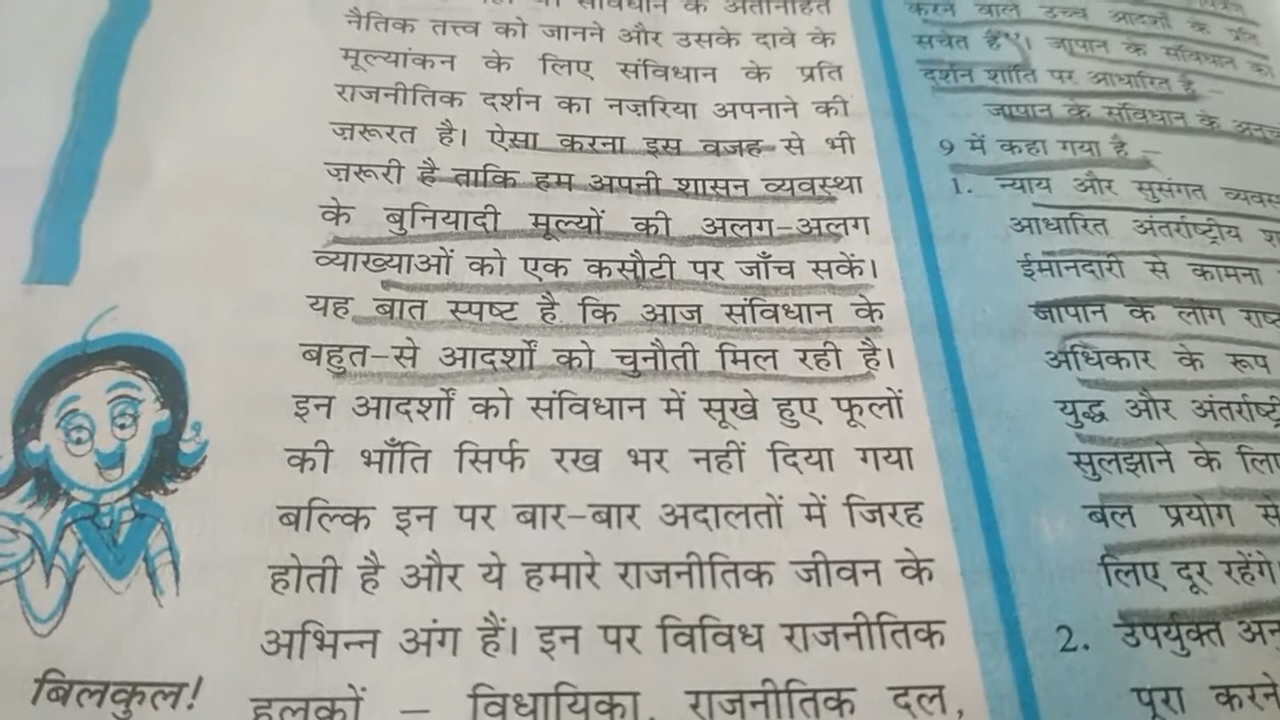 संविधान के अंतर्निहित
नैतिक तत्त्व को जानने और उसके दावे के
मूल्यांकन के लिए संविधान के प्रति
राजनीतिक दर्शन का नज़रिया अपनाने की
ज़रूरत है। ऐसा करना इस वजह से भी
ज़रूरी है ताकि हम अपनी शासन व्यवस्था
के बुनियादी मूल्यों की अलग-अलग
व्याख्याओं को एक कसौटी पर जाँच सकें।
यह बात स्पष्ट है कि आज संविधान के
बहुत-से आदर्शों को चुनौती मिल रही है।
इन आदर्शों को संविधान में सूखे हुए फूलों
की भाँति सिर्फ रख भर नहीं दिया गया
बल्कि इन पर बार-बार अदालतों में जिरह
होती है और ये हमारे राजनीतिक जीवन के
अभिन्न अंग हैं। इन पर विविध राजनीतिक
हलकों – विधायिका, राजनीतिक दल,
बिलकुल!
करने वाले उच्च आदर्शों के प्रति
सचेत हैं"। जापान के संविधान का
दर्शन शांति पर आधारित है –
जापान के संविधान के
9 में कहा गया है –
1. न्याय और सुसंगत
आधारित अंतर्राष्ट्रीय
ईमानदारी से कामना
जापान के लोग
अधिकार के रूप
युद्ध और
सुलझाने के
बल प्रयोग
लिए दूर रहेंगे
2. उपर्युक्त
पूरा करने